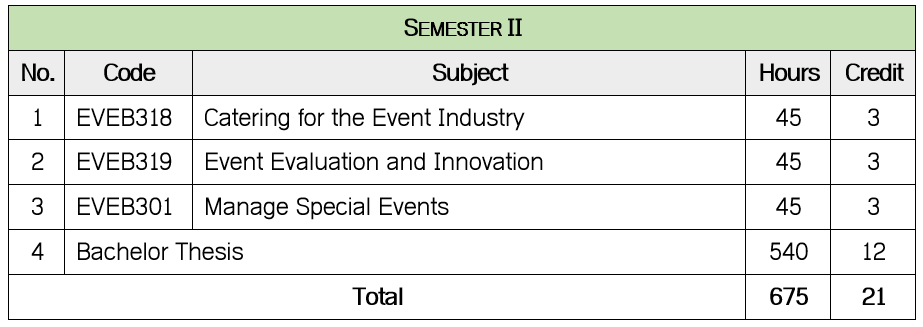 SEMESTER II
No. Code Subject Hours Credit
1 EVEB318 Catering for the Event Industry 45 3
2 EVEB319 Event Evaluation and Innovation 45 3
3 EVEB301 Manage Special Events 45 3
4 Bachelor Thesis 540 12
Total 675 21